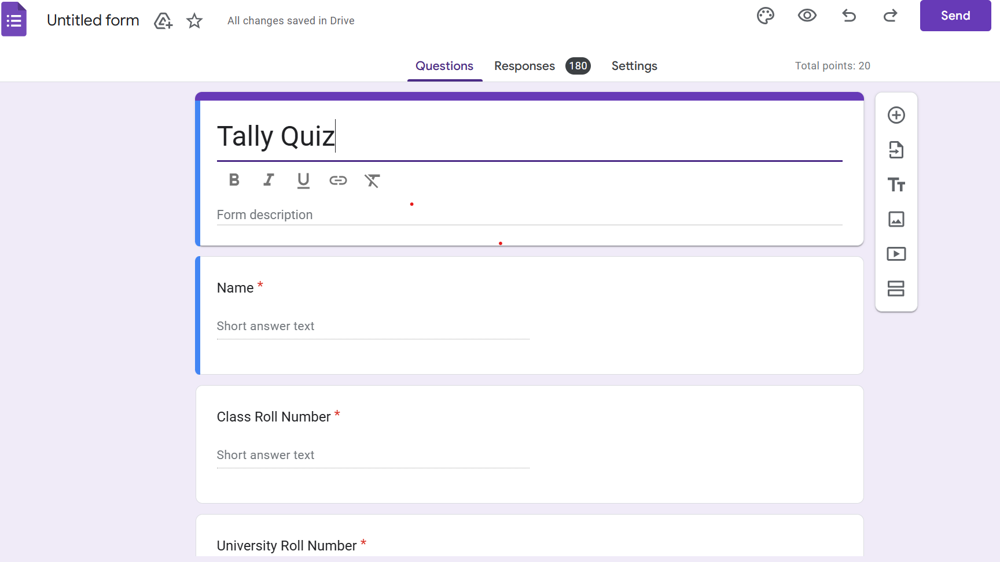 Untitled form
All changes saved in Drive
Send
Questions
Responses 180
Settings
Total points: 20
Tally Quiz
B I U
Form description
Name *
Short answer text
Class Roll Number *
Short answer text
University Roll Number *